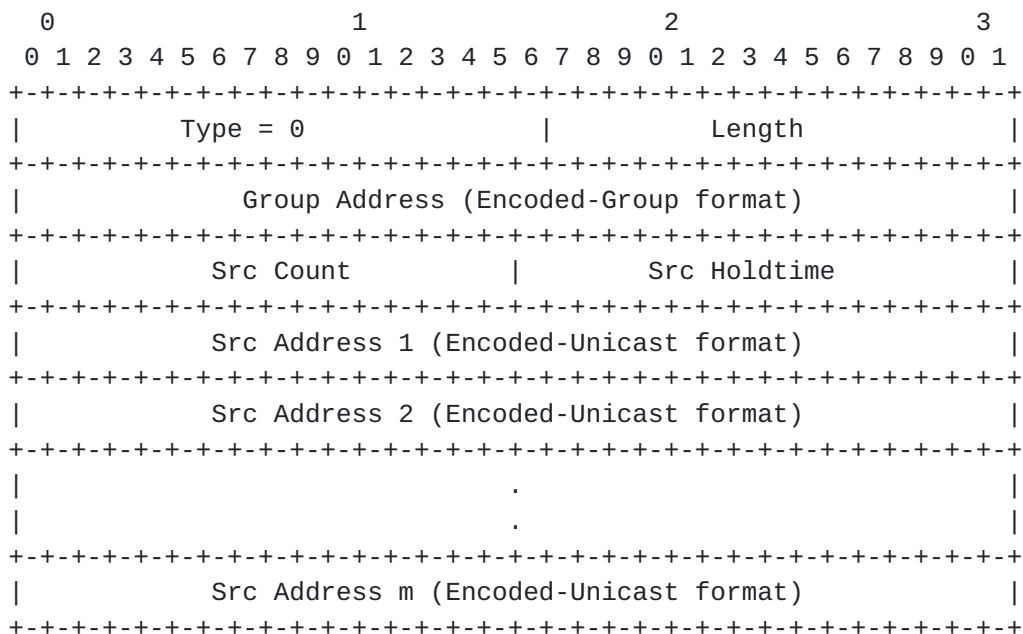 0                   1                   2                   3
0 1 2 3 4 5 6 7 8 9 0 1 2 3 4 5 6 7 8 9 0 1 2 3 4 5 6 7 8 9 0 1
+-+-+-+-+-+-+-+-+-+-+-+-+-+-+-+-+-+-+-+-+-+-+-+-+-+-+-+-+-+-+-+-+
|          Type = 0               |          Length             |
+-+-+-+-+-+-+-+-+-+-+-+-+-+-+-+-+-+-+-+-+-+-+-+-+-+-+-+-+-+-+-+-+
|              Group Address (Encoded-Group format)             |
+-+-+-+-+-+-+-+-+-+-+-+-+-+-+-+-+-+-+-+-+-+-+-+-+-+-+-+-+-+-+-+-+
|            Src Count          |        Src Holdtime           |
+-+-+-+-+-+-+-+-+-+-+-+-+-+-+-+-+-+-+-+-+-+-+-+-+-+-+-+-+-+-+-+-+
|            Src Address 1 (Encoded-Unicast format)             |
+-+-+-+-+-+-+-+-+-+-+-+-+-+-+-+-+-+-+-+-+-+-+-+-+-+-+-+-+-+-+-+-+
|            Src Address 2 (Encoded-Unicast format)             |
+-+-+-+-+-+-+-+-+-+-+-+-+-+-+-+-+-+-+-+-+-+-+-+-+-+-+-+-+-+-+-+-+
|                               .                               |
|                               .                               |
+-+-+-+-+-+-+-+-+-+-+-+-+-+-+-+-+-+-+-+-+-+-+-+-+-+-+-+-+-+-+-+-+
|            Src Address m (Encoded-Unicast format)             |
+-+-+-+-+-+-+-+-+-+-+-+-+-+-+-+-+-+-+-+-+-+-+-+-+-+-+-+-+-+-+-+-+